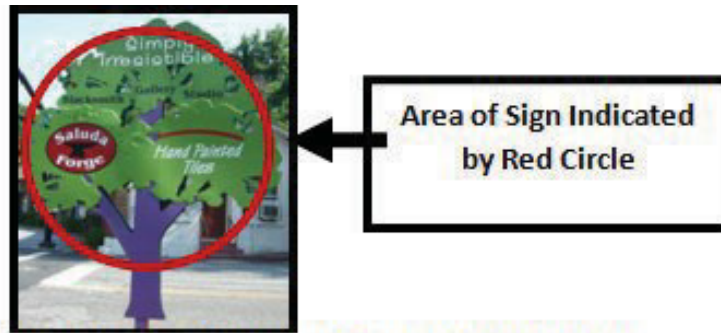 Simply
Irresistible
Gallery
Blacksmith Studio
Saluda
Forge
Hand Painted
Tiles
Area of Sign Indicated
by Red Circle